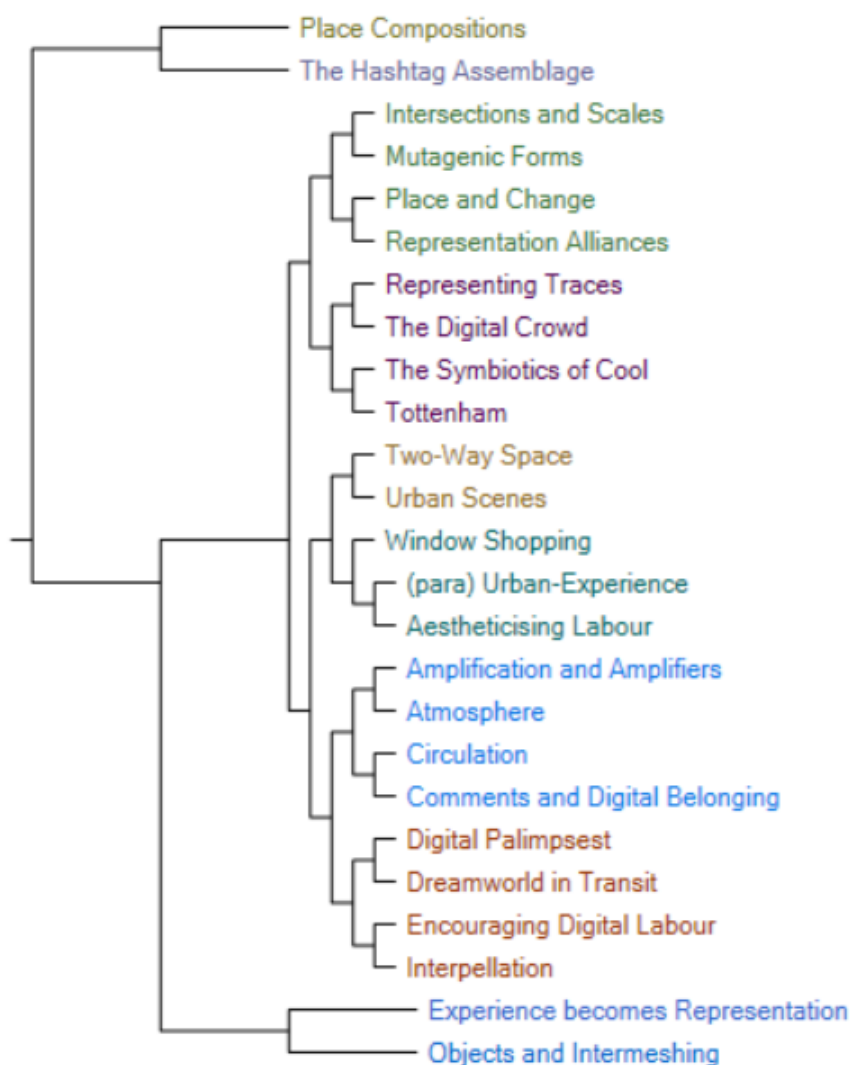 Place Compositions
The Hashtag Assemblage
Intersections and Scales
Mutagenic Forms
Place and Change
Representation Alliances
Representing Traces
The Digital Crowd
The Symbiotics of Cool
Tottenham
Two-Way Space
Urban Scenes
Window Shopping
(para) Urban-Experience
Aestheticising Labour
Amplification and Amplifiers
Atmosphere
Circulation
Comments and Digital Belonging
Digital Palimpsest
Dreamworld in Transit
Encouraging Digital Labour
Interpellation
Experience becomes Representation
Objects and Intermeshing